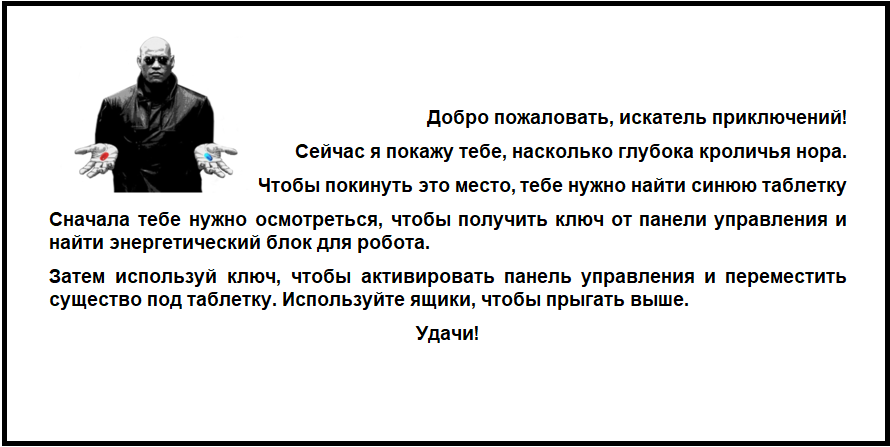 Добро пожаловать, искатель приключений!
Сейчас я покажу тебе, насколько глубока кроличья нора.
Чтобы покинуть это место, тебе нужно найти синюю таблетку
Сначала тебе нужно осмотреться, чтобы получить ключ от панели управления и
найти энергетический блок для робота.
Затем используй ключ, чтобы активировать панель управления и переместить
существо под таблетку. Используйте ящики, чтобы прыгать выше.
Удачи!